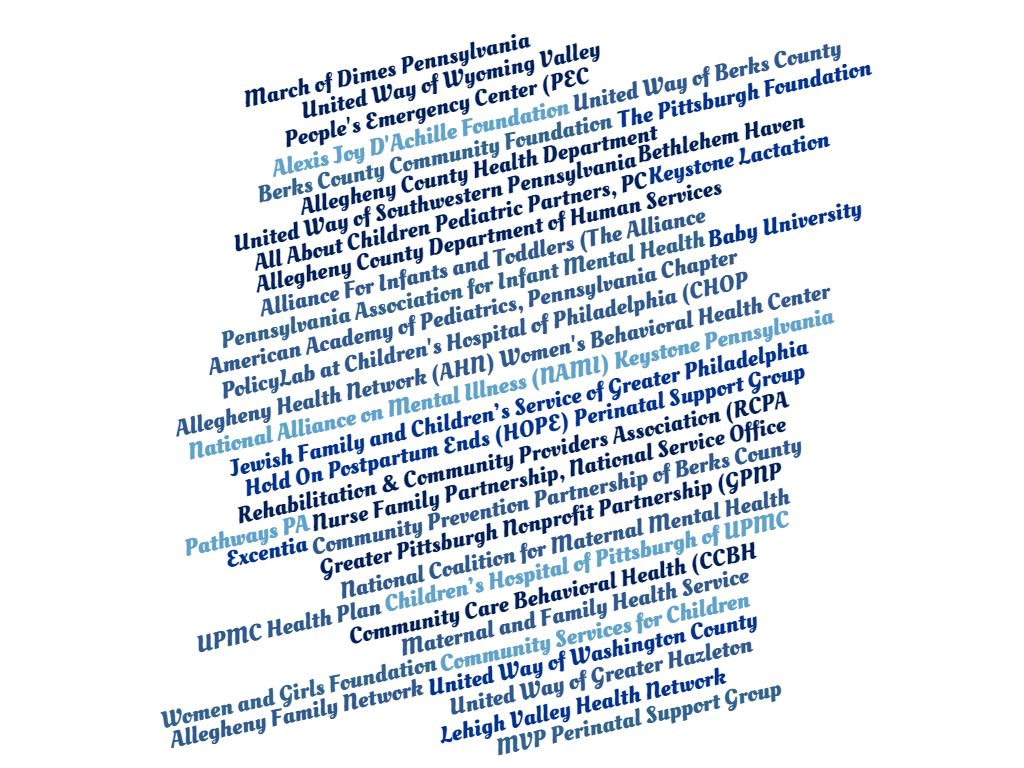 March of Dimes Pennsylvania
United Way of Wyoming Valley
People's Emergency Center (PEC
Alexis Joy D'Achille Foundation United Way of Berks County
Berks County Community Foundation The Pittsburgh Foundation
Allegheny County Health Department
United Way of Southwestern Pennsylvania Bethlehem Haven
All About Children Pediatric Partners, PC Keystone Lactation
Allegheny County Department of Human Services
Alliance For Infants and Toddlers (The Alliance
Pennsylvania Association for Infant Mental Health Baby University
American Academy of Pediatrics, Pennsylvania Chapter
PolicyLab at Children's Hospital of Philadelphia (CHOP
Allegheny Health Network (AHN) Women's Behavioral Health Center
National Alliance on Mental Illness (NAMI) Keystone Pennsylvania
Jewish Family and Children's Service of Greater Philadelphia
Hold On Postpartum Ends (HOPE) Perinatal Support Group
Rehabilitation & Community Providers Association (RCPA
Pathways PA Nurse Family Partnership, National Service Office
Excentia Community Prevention Partnership of Berks County
Greater Pittsburgh Nonprofit Partnership (GPNP
National Coalition for Maternal Mental Health
UPMC Health Plan Children's Hospital of Pittsburgh of UPMC
Community Care Behavioral Health (CCBH
Maternal and Family Health Service
Women and Girls Foundation Community Services for Children
Allegheny Family Network United Way of Washington County
United Way of Greater Hazleton
Lehigh Valley Health Network
MVP Perinatal Support Group